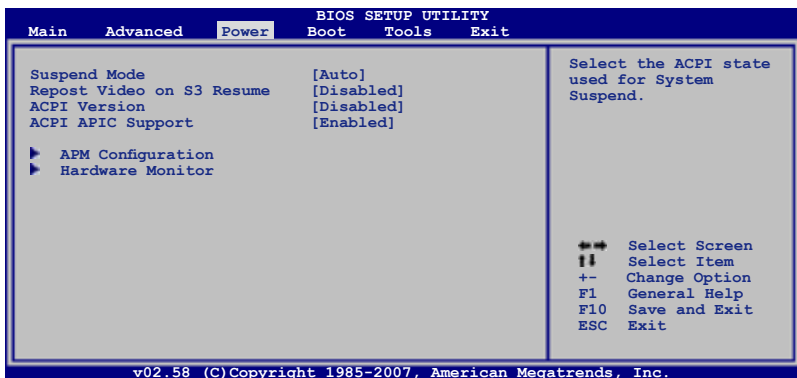 BIOS SETUP UTILITY
Main Advanced Power Boot Tools Exit
Suspend Mode [Auto]
Repost Video on S3 Resume [Disabled]
ACPI Version [Disabled]
ACPI APIC Support [Enabled]
APM Configuration
Hardware Monitor
Select the ACPI state
used for System
Suspend.
Select Screen
Select Item
+- Change Option
F1 General Help
F10 Save and Exit
ESC Exit
v02.58 (C)Copyright 1985-2007, American Megatrends, Inc.